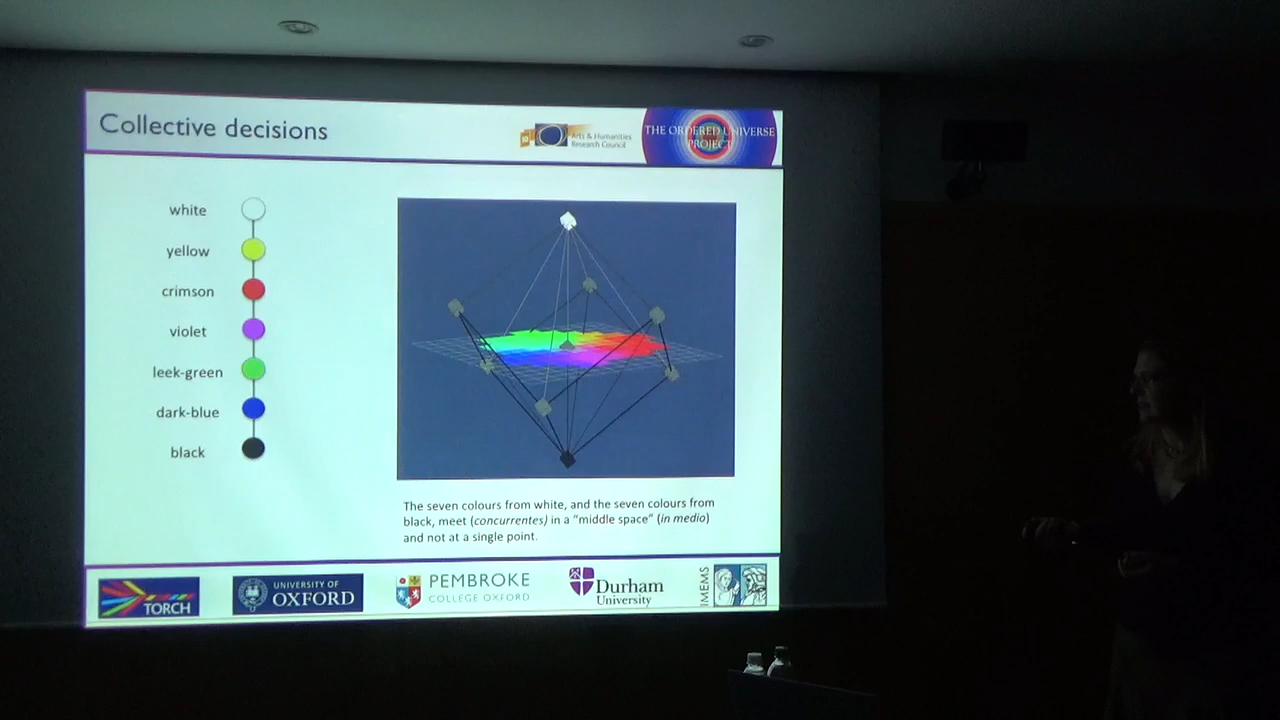 Collective decisions
Arts & Humanities
Research Council
THE ORDERED UNIVERSE
PROJECT
white
yellow
crimson
violet
leek-green
dark-blue
black
The seven colours from white, and the seven colours from
black, meet (concurrentes) in a “middle space” (in medio)
and not at a single point.
TORCH
UNIVERSITY OF
OXFORD
PEMBROKE
COLLEGE OXFORD
Durham
University
IMEMS